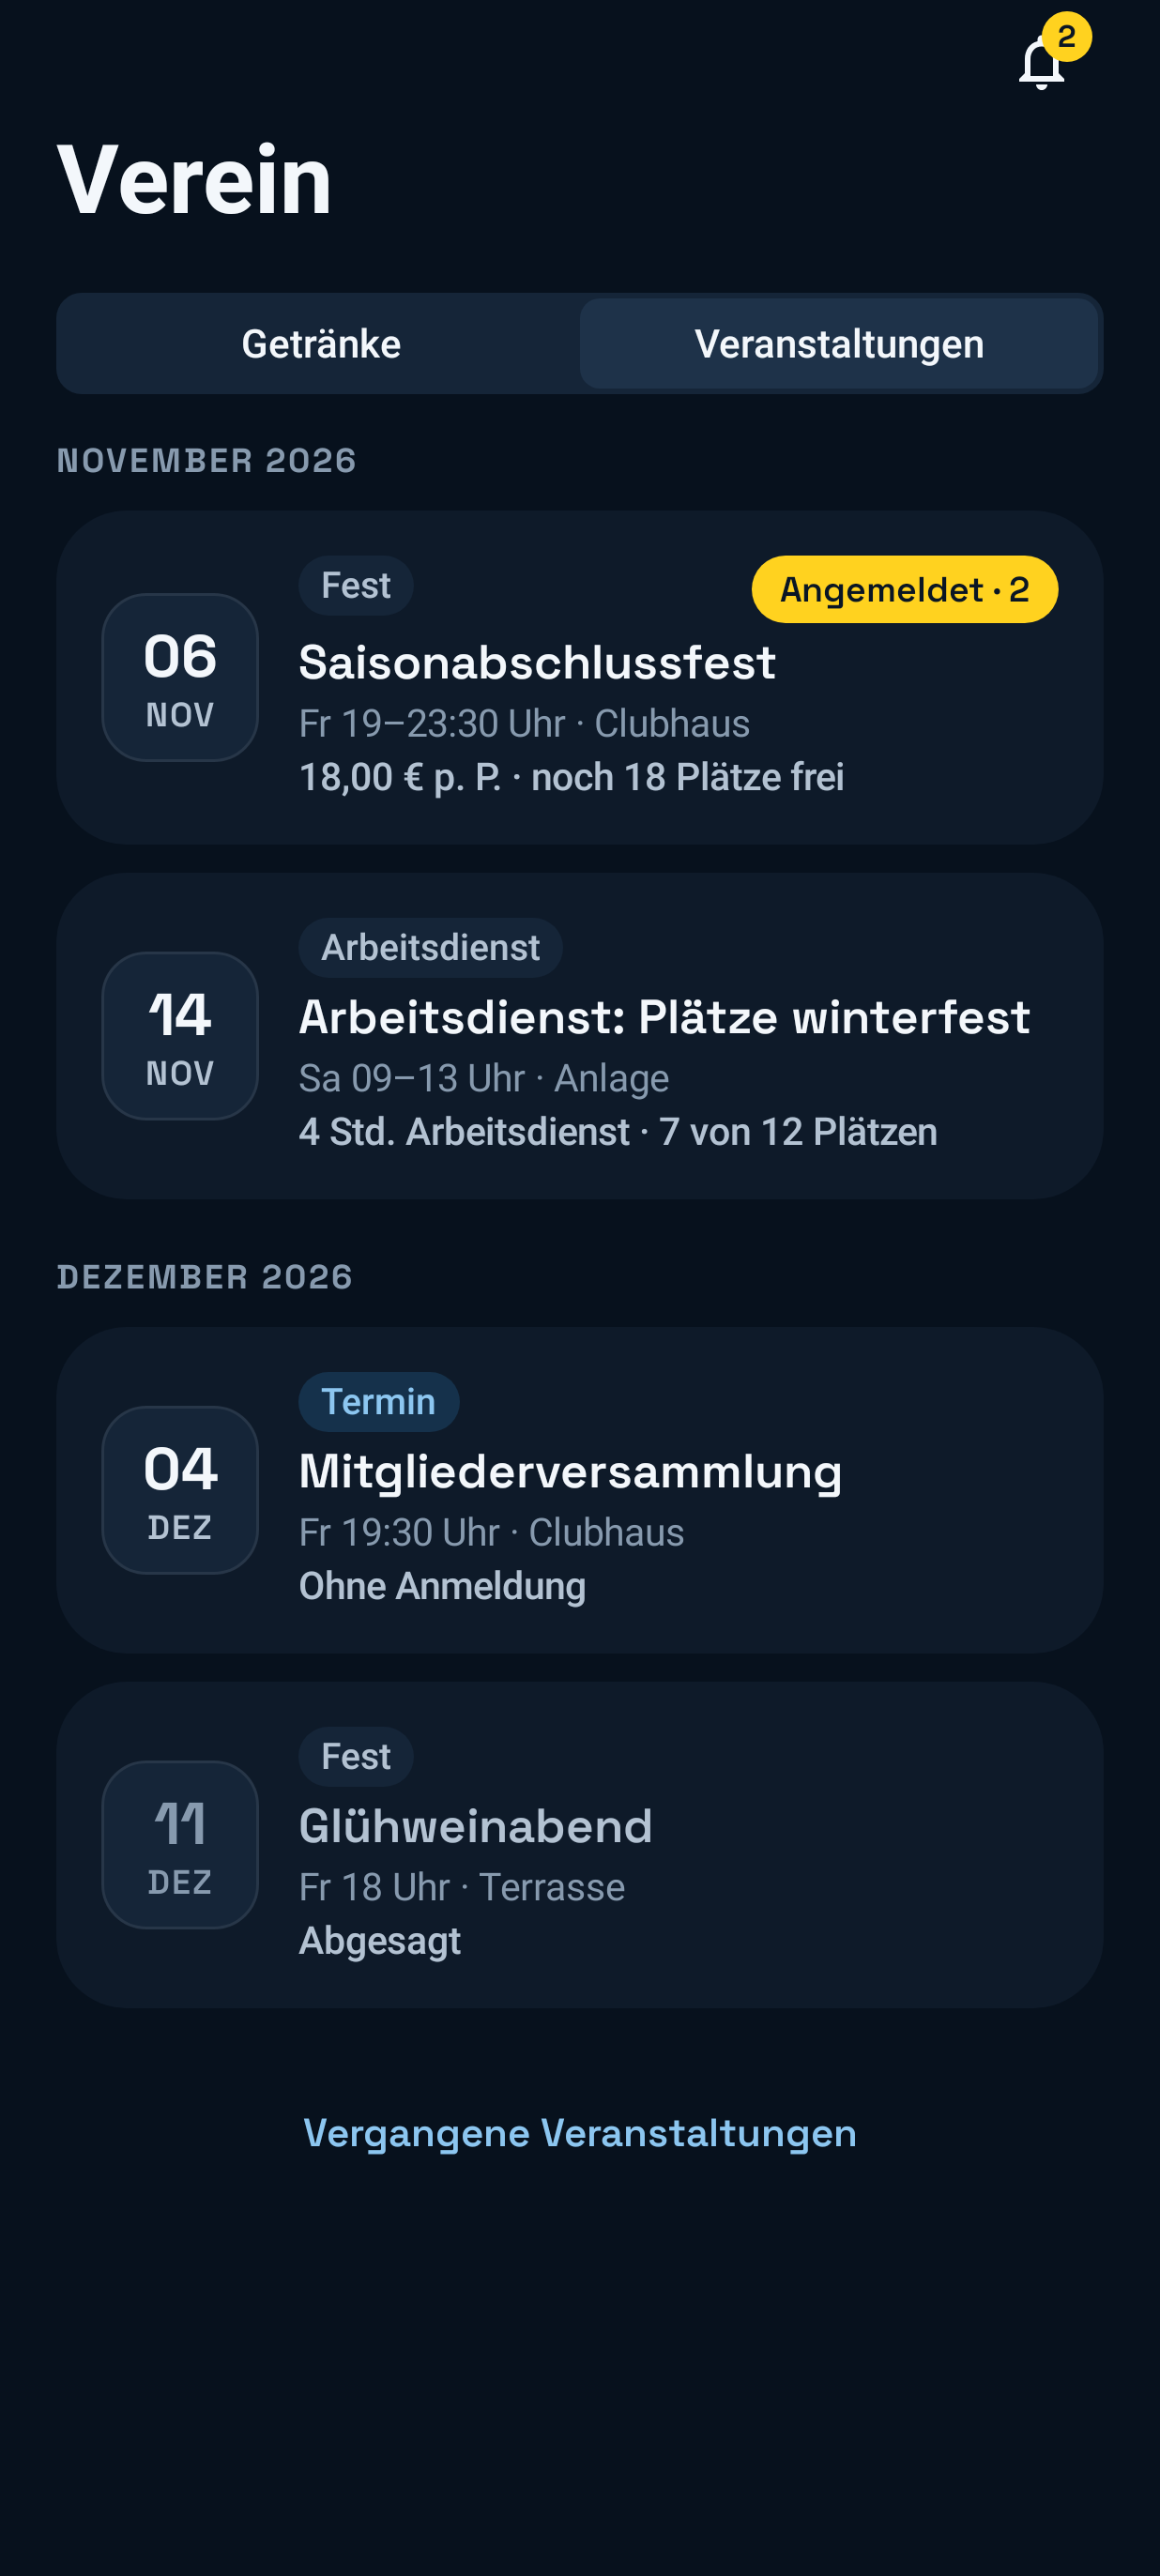 2
Verein
Getränke
Veranstaltungen
NOVEMBER 2026
06
NOV
Fest
Angemeldet · 2
Saisonabschlussfest
Fr 19–23:30 Uhr · Clubhaus
18,00 € p. P. · noch 18 Plätze frei
14
NOV
Arbeitsdienst
Arbeitsdienst: Plätze winterfest
Sa 09–13 Uhr · Anlage
4 Std. Arbeitsdienst · 7 von 12 Plätzen
DEZEMBER 2026
04
DEZ
Termin
Mitgliederversammlung
Fr 19:30 Uhr · Clubhaus
Ohne Anmeldung
11
DEZ
Fest
Glühweinabend
Fr 18 Uhr · Terrasse
Abgesagt
Vergangene Veranstaltungen